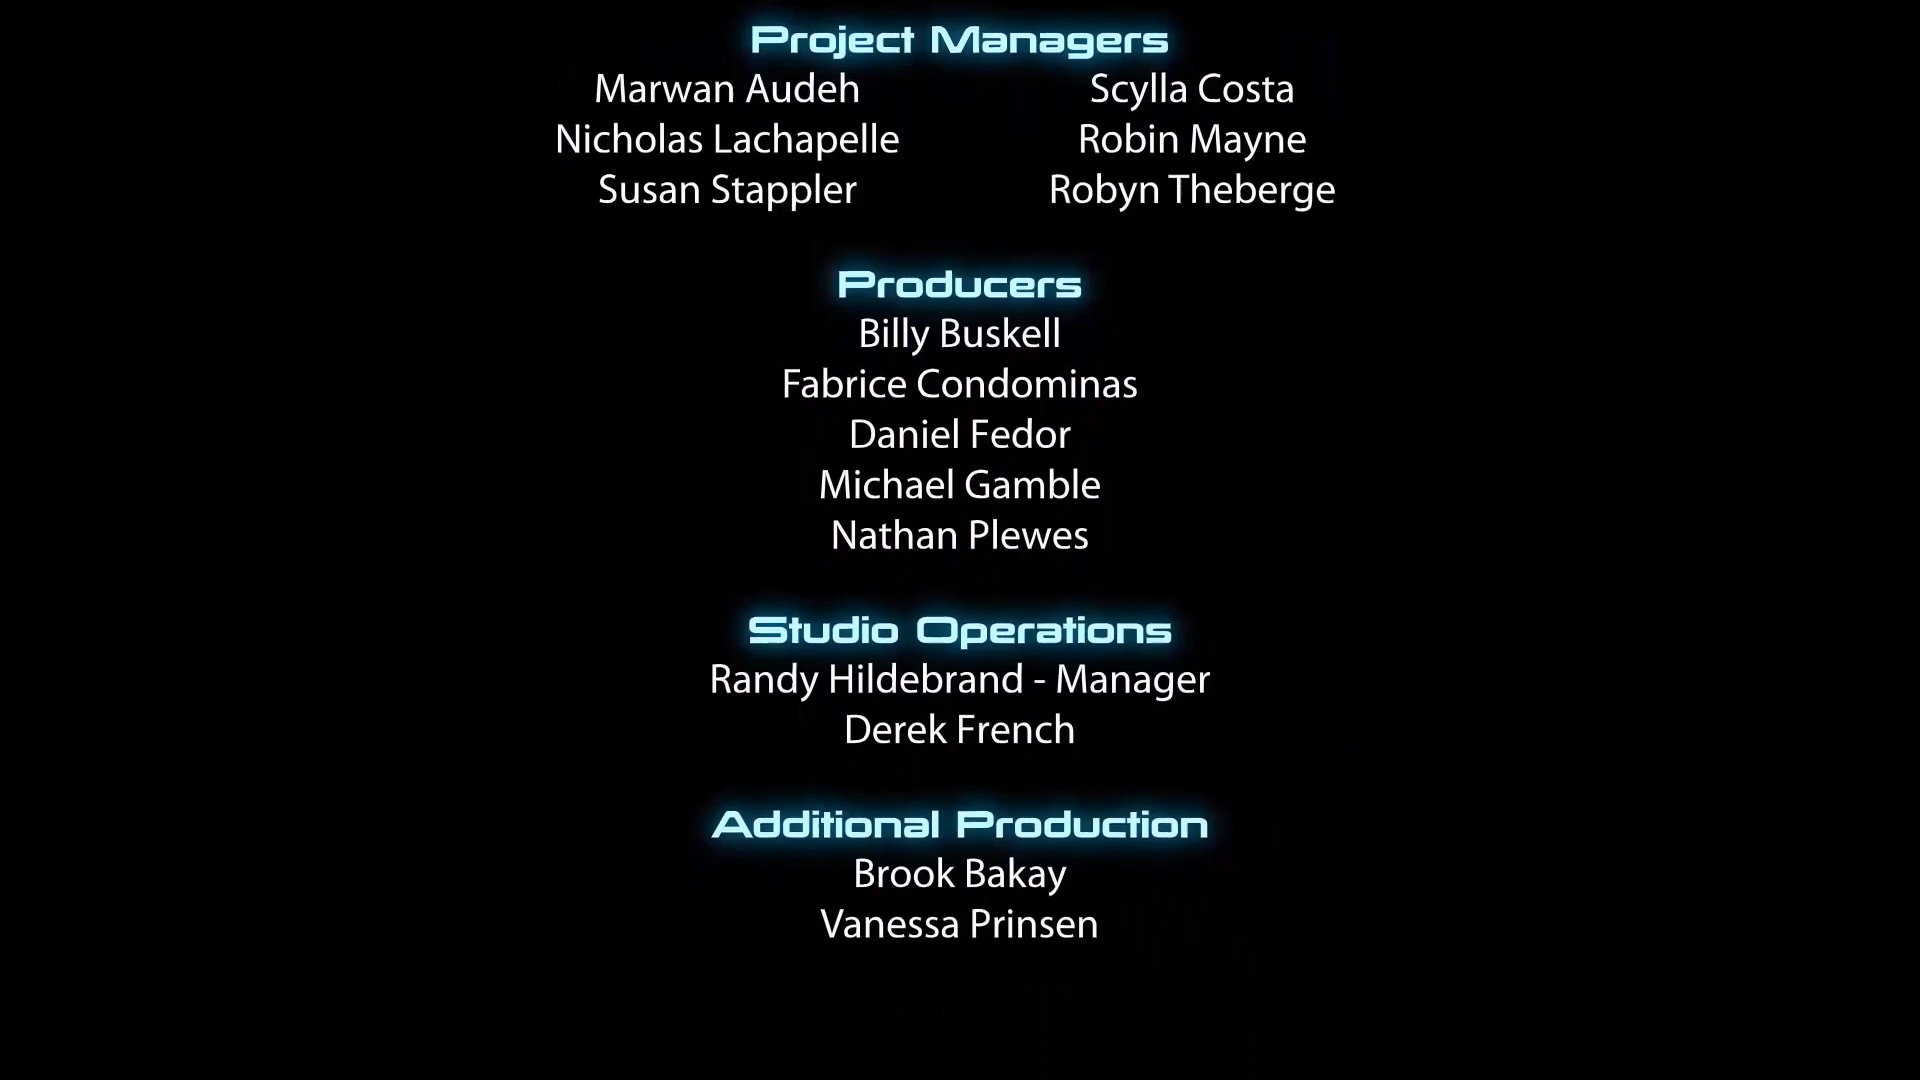 Project Managers
Marwan Audeh Scylla Costa
Nicholas Lachapelle Robin Mayne
Susan Stappler Robyn Theberge
Producers
Billy Buskell
Fabrice Condominas
Daniel Fedor
Michael Gamble
Nathan Plewes
Studio Operations
Randy Hildebrand - Manager
Derek French
Additional Production
Brook Bakay
Vanessa Prinsen